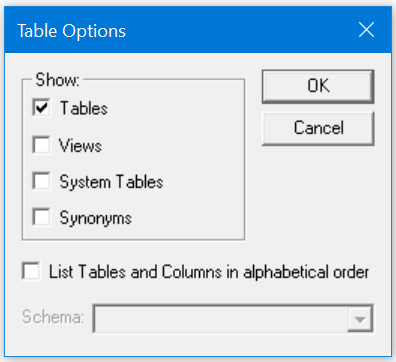 Table Options
Show:
Tables
Views
System Tables
Synonyms
OK
Cancel
List Tables and Columns in alphabetical order
Schema: